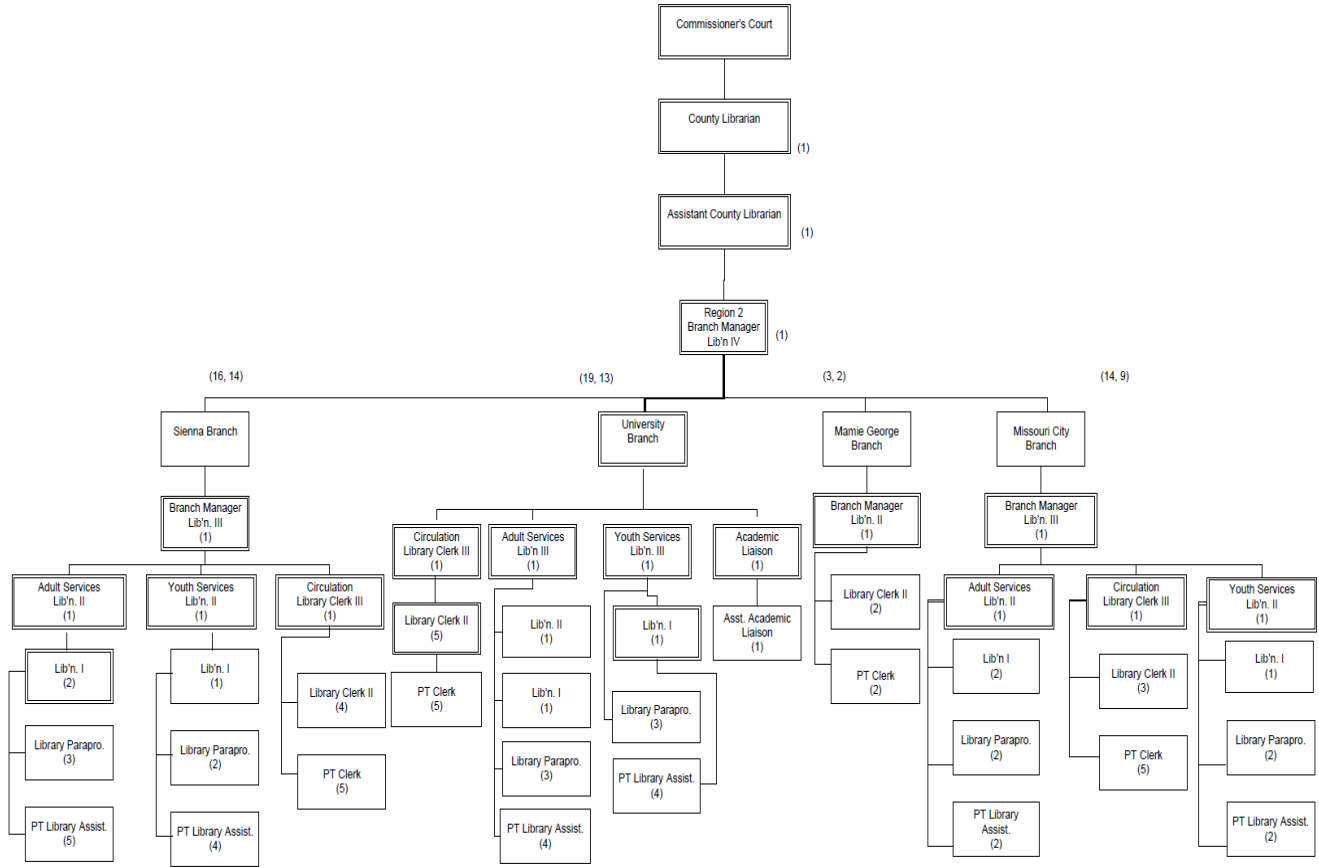 Commissioner's Court
County Librarian
(1)
Assistant County Librarian
(1)
Region 2
Branch Manager
Lib'n IV
(1)
(16, 14)
(19, 13)
(3, 2)
(14, 9)
Sienna Branch
University
Branch
Mamie George
Branch
Missouri City
Branch
Branch Manager
Lib'n. III
(1)
Adult Services
Lib'n. II
(1)
Lib'n. I
(2)
Library Parapro.
(3)
PT Library Assist.
(5)
Youth Services
Lib'n. II
(1)
Lib'n. I
(1)
Library Parapro.
(2)
PT Library Assist.
(4)
Circulation
Library Clerk III
(1)
Library Clerk II
(4)
PT Clerk
(5)
Circulation
Library Clerk III
(1)
Library Clerk II
(5)
PT Clerk
(5)
Adult Services
Lib'n III
(1)
Lib'n. II
(1)
Lib'n. I
(1)
Library Parapro.
(3)
PT Library Assist.
(4)
Youth Services
Lib'n. III
(1)
Lib'n. I
(1)
Library Parapro.
(3)
PT Library Assist.
(4)
Academic
Liaison
(1)
Asst. Academic
Liaison
(1)
Branch Manager
Lib'n. II
(1)
Library Clerk II
(2)
PT Clerk
(2)
Branch Manager
Lib'n. III
(1)
Adult Services
Lib'n. II
(1)
Lib'n I
(2)
Library Parapro.
(2)
PT Library
Assist.
(2)
Circulation
Library Clerk III
(1)
Library Clerk II
(3)
PT Clerk
(5)
Youth Services
Lib'n. II
(1)
Lib'n. I
(1)
Library Parapro.
(2)
PT Library Assist.
(2)